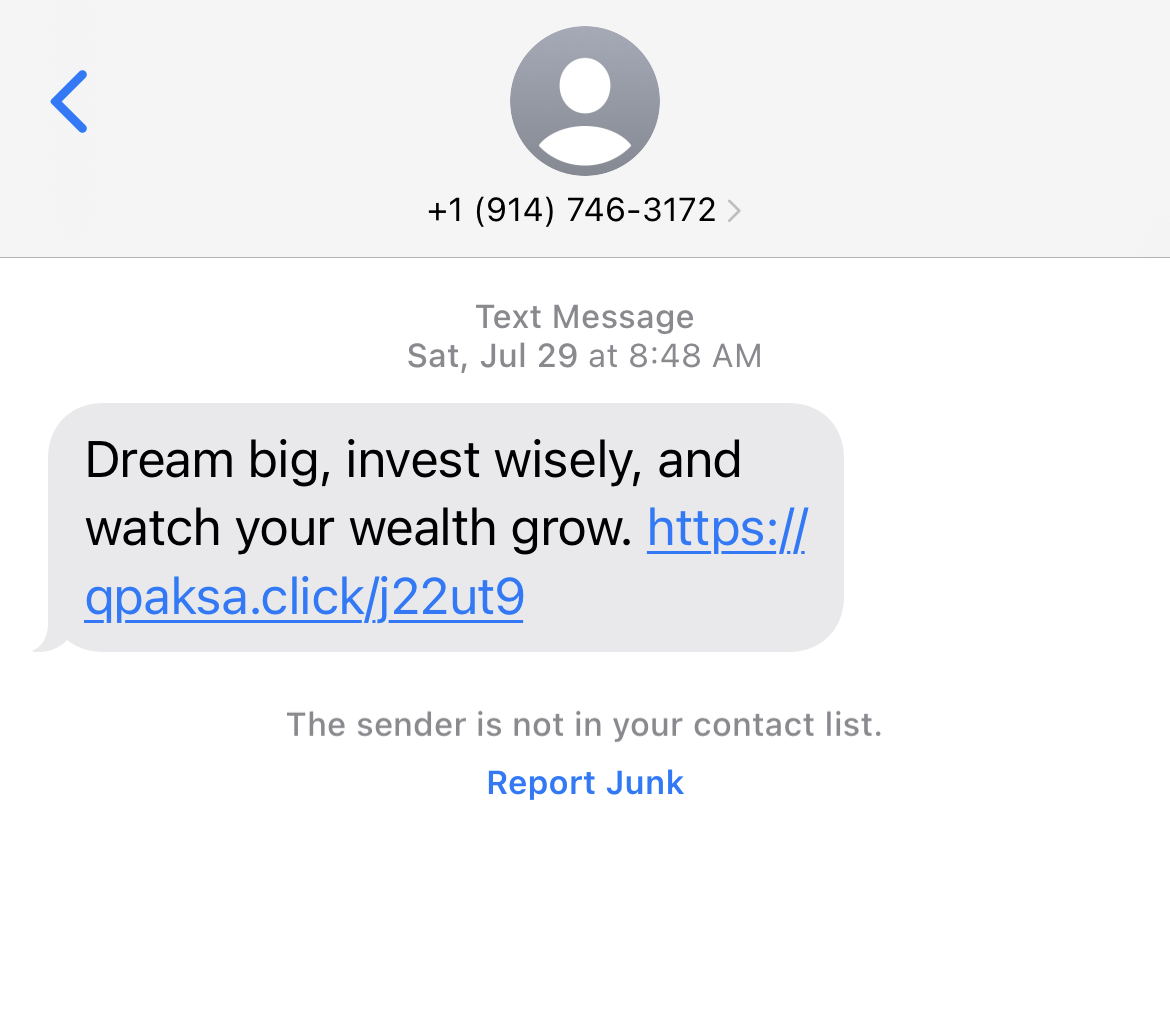 +1 (914) 746-3172
Text Message
Sat, Jul 29 at 8:48 AM
Dream big, invest wisely, and
watch your wealth grow. https://
qpaksa.click/j22ut9
The sender is not in your contact list.
Report Junk